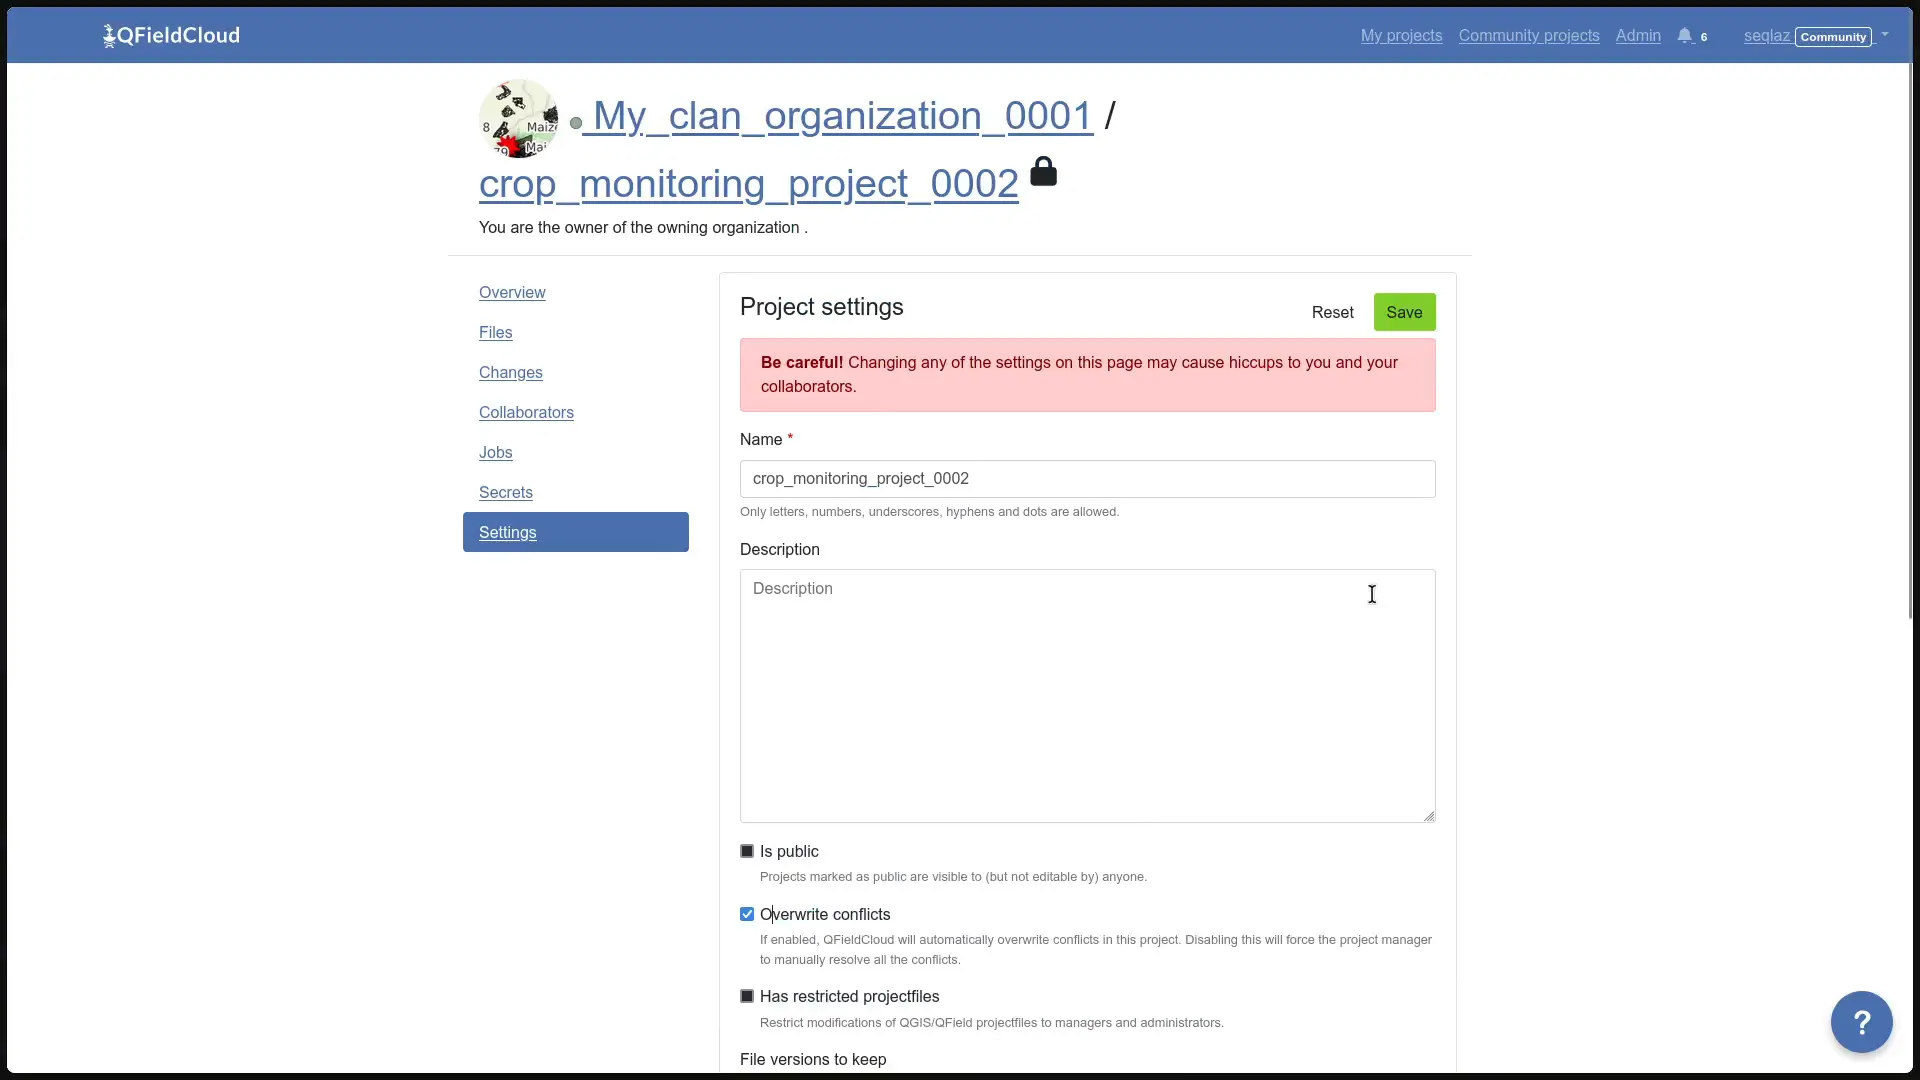 QFieldCloud
My projects Community projects Admin 6 seqlaz Community
8 Maize
79 Mai
My_clan_organization_0001 /
crop_monitoring_project_0002
You are the owner of the owning organization .
Overview
Files
Changes
Collaborators
Jobs
Secrets
Settings
Project settings
Reset Save
Be careful! Changing any of the settings on this page may cause hiccups to you and your
collaborators.
Name *
crop_monitoring_project_0002
Only letters, numbers, underscores, hyphens and dots are allowed.
Description
Description
Is public
Projects marked as public are visible to (but not editable by) anyone.
Overwrite conflicts
If enabled, QFieldCloud will automatically overwrite conflicts in this project. Disabling this will force the project manager
to manually resolve all the conflicts.
Has restricted projectfiles
Restrict modifications of QGIS/QField projectfiles to managers and administrators.
File versions to keep
?